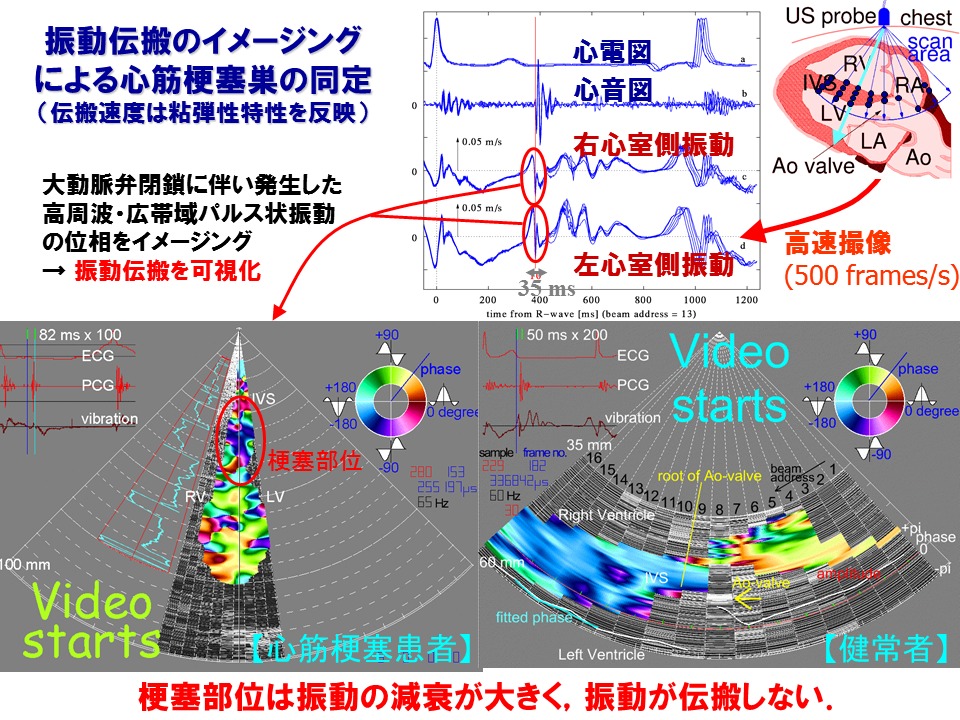 振動伝搬のイメージング
による心筋梗塞巣の同定
（伝搬速度は粘弾性特性を反映）
大動脈弁閉鎖に伴い発生した
高周波・広帯域パルス状振動
の位相をイメージング
→ 振動伝搬を可視化
心電図
a
心音図
0
b
右心室側振動
0.05 m/s
0
c
0.05 m/s
0
d
左心室側振動
35 ms
0 200 400 600 800 1000 1200
time from R-wave [ms] (beam address = 13)
US probe
chest
scan
area
RV
IVS
RA
LV
LA
Ao valve
Ao
高速撮像
(500 frames/s)
82 ms x 100
ECG
PCG
vibration
+90
phase
+180
-180
0 degree
-90
IVS
梗塞部位
RV
LV
280 153
255197μs
65 Hz
100 mm
Video
starts
【心筋梗塞患者】
50 ms x 200
ECG
PCG
vibration
Video
starts
+90
phase
+180
-180
0 degree
-90
35 mm
sample frame no.
229 182
336842μs
60 Hz
30
root of Ao-valve
beam
address
16
15
14
13
12
11
10
9
8
7
6
5
4
3
2
1
Right Ventricle
+pi
phase
0
-pi
60 mm
IVS
Ao-valve
amplitude
fitted phase
Left Ventricle
【健常者】
梗塞部位は振動の減衰が大きく，振動が伝搬しない．